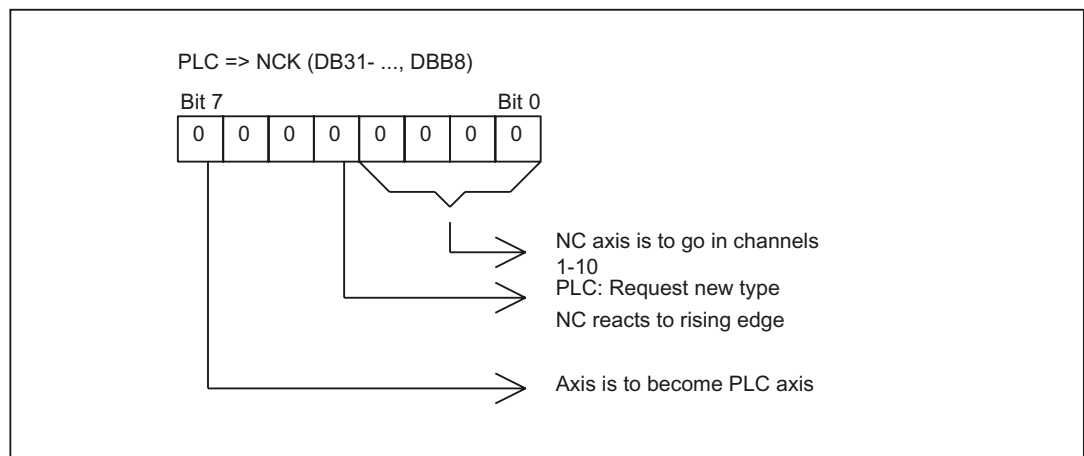 PLC => NCK (DB31- ..., DBB8)
Bit 7 Bit 0
0 0 0 0 0 0 0 0
NC axis is to go in channels
1-10
PLC: Request new type
NC reacts to rising edge
Axis is to become PLC axis